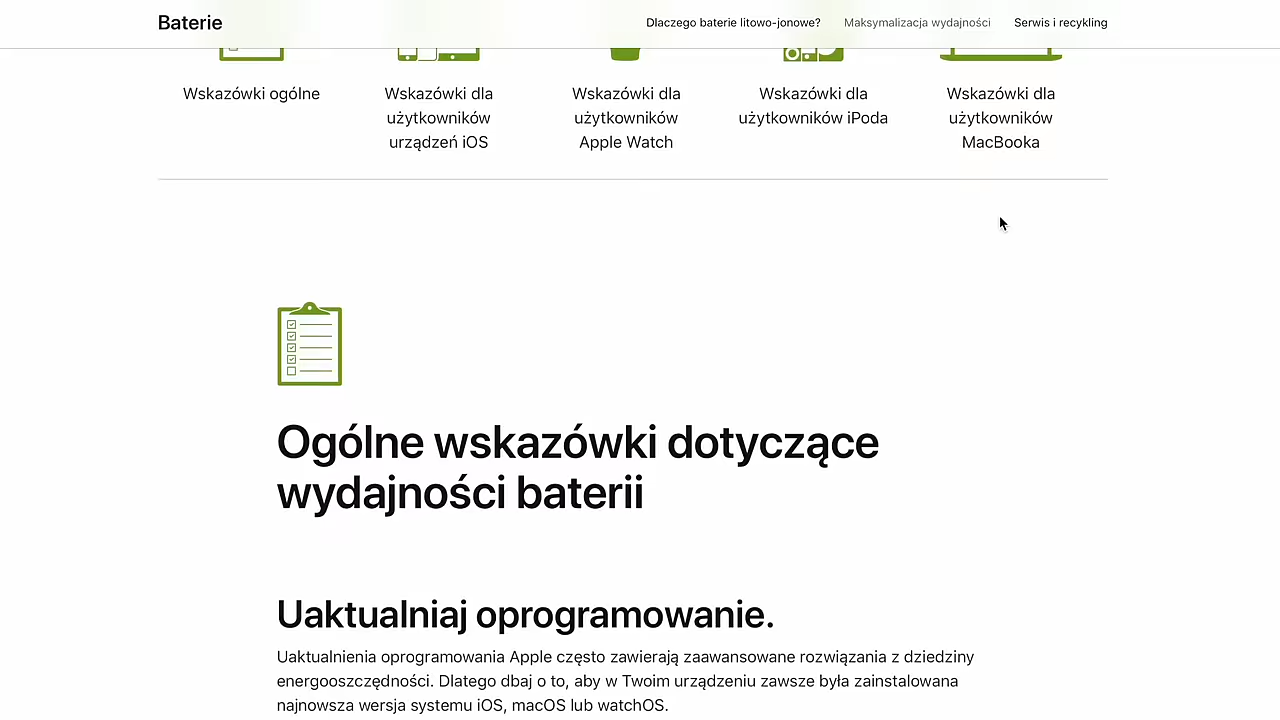 Baterie
Dlaczego baterie litowo-jonowe?
Maksymalizacja wydajności
Serwis i recykling
Wskazówki ogólne
Wskazówki dla
użytkowników
urządzeń iOS
Wskazówki dla
użytkowników
Apple Watch
Wskazówki dla
użytkowników iPoda
Wskazówki dla
użytkowników
MacBooka
Ogólne wskazówki dotyczące
wydajności baterii
Uaktualniaj oprogramowanie.
Uaktualnienia oprogramowania Apple często zawierają zaawansowane rozwiązania z dziedziny
energooszczędności. Dlatego dbaj o to, aby w Twoim urządzeniu zawsze była zainstalowana
najnowsza wersja systemu iOS, macOS lub watchOS.